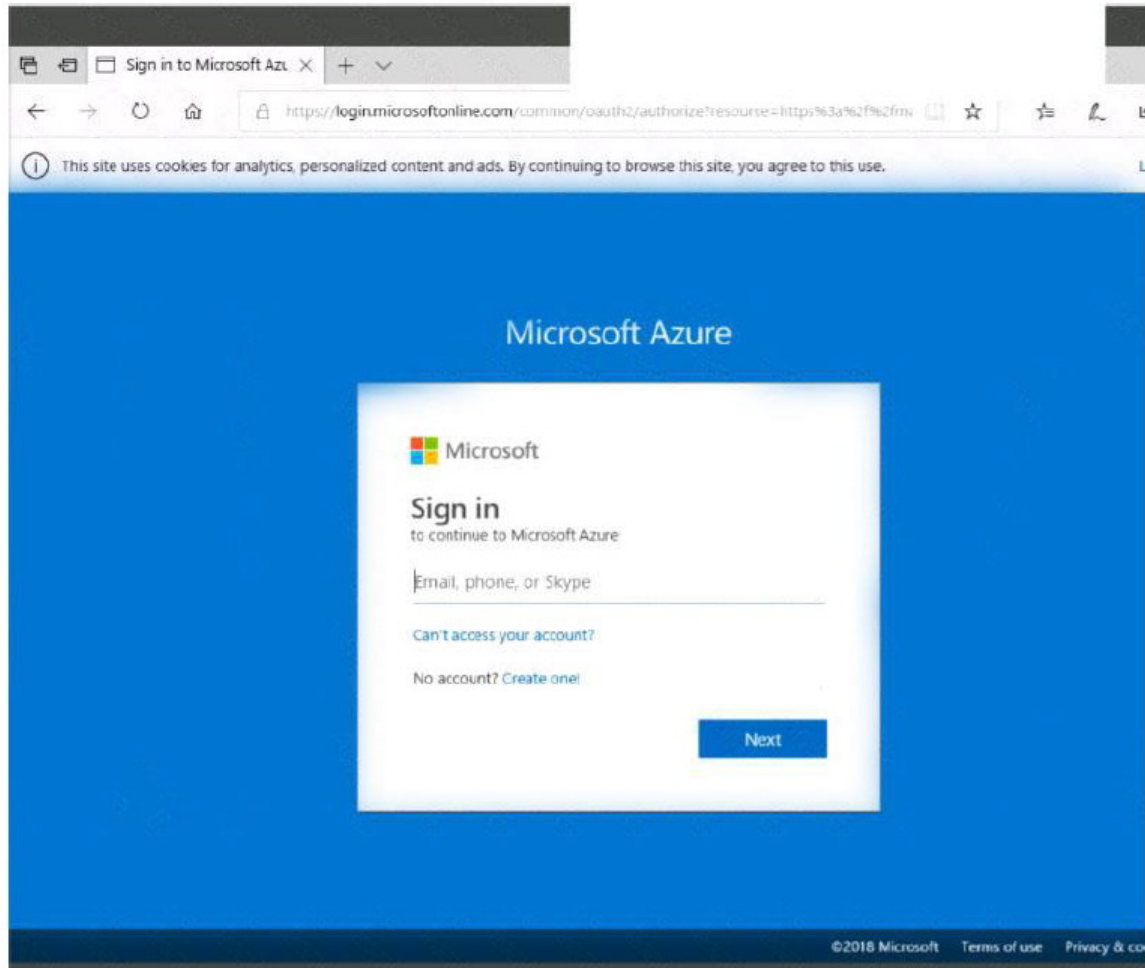 Sign in to Microsoft Azu
https://login.microsoftonline.com/common/oauth2/authorize?resource=https%3a%2f%2fm
This site uses cookies for analytics, personalized content and ads. By continuing to browse this site, you agree to this use.
Microsoft Azure
Microsoft
Sign in
to continue to Microsoft Azure
Email, phone, or Skype
Can't access your account?
No account? Create one!
Next
©2018 Microsoft Terms of use Privacy & co